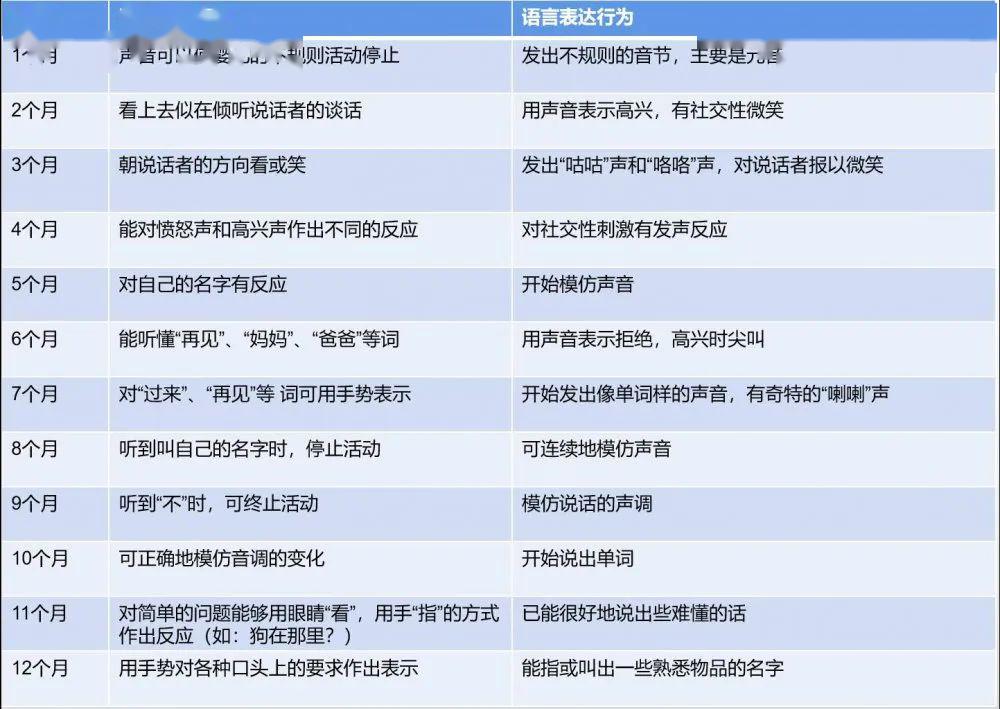 语言表达行为
1个月 声音可以使婴儿的不规则活动停止 发出不规则的音节，主要是元音
2个月 看上去似在倾听说话者的谈话 用声音表示高兴，有社交性微笑
3个月 朝说话者的方向看或笑 发出“咕咕”声和“咯咯”声，对说话者报以微笑
4个月 能对愤怒声和高兴声作出不同的反应 对社交性刺激有发声反应
5个月 对自己的名字有反应 开始模仿声音
6个月 能听懂“再见”、“妈妈”、“爸爸”等词 用声音表示拒绝，高兴时尖叫
7个月 对“过来”、“再见”等 词可用手势表示 开始发出像单词样的声音，有奇特的“喇喇”声
8个月 听到叫自己的名字时，停止活动 可连续地模仿声音
9个月 听到“不”时，可终止活动 模仿说话的声调
10个月 可正确地模仿音调的变化 开始说出单词
11个月 对简单的问题能够用眼睛“看”，用手“指”的方式 已能很好地说出些难懂的话
作出反应（如：狗在那里？）
12个月 用手势对各种口头上的要求作出表示 能指或叫出一些熟悉物品的名字